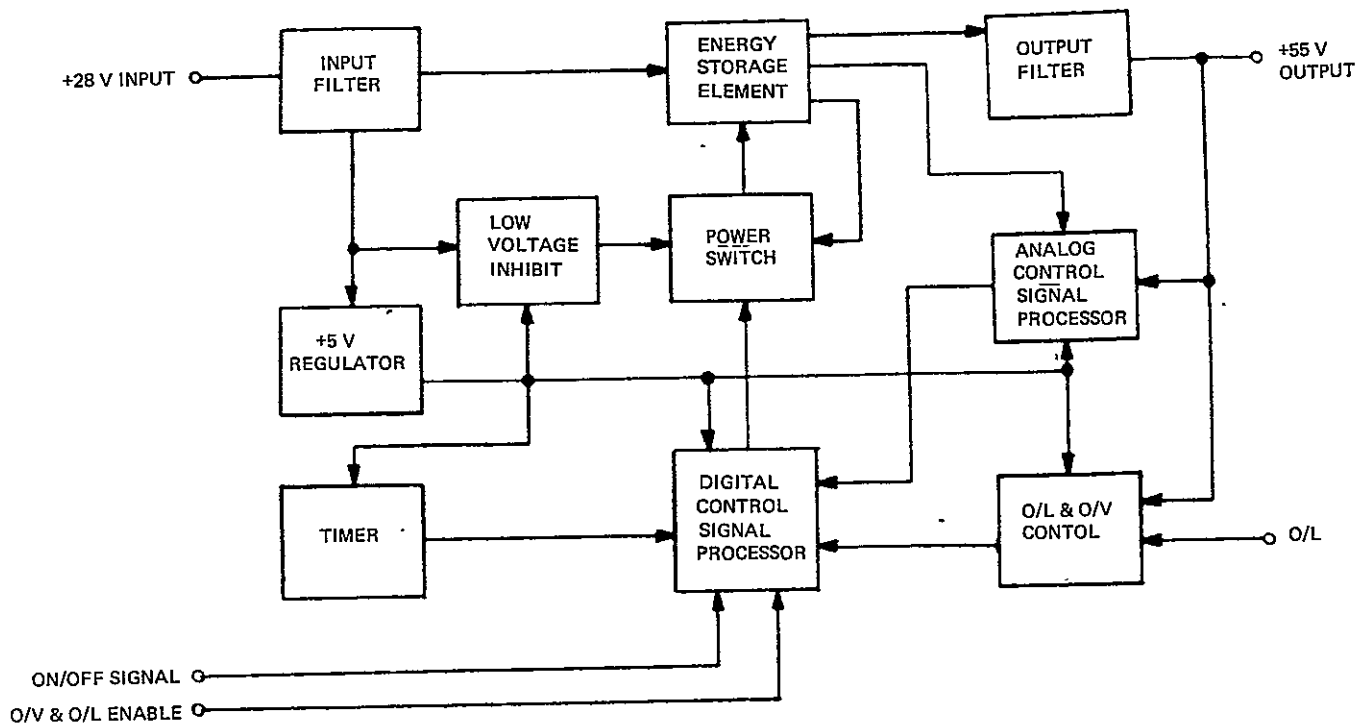 +28 V INPUT
INPUT
FILTER
ENERGY
STORAGE
ELEMENT
OUTPUT
FILTER
+55 V
OUTPUT
LOW
VOLTAGE
INHIBIT
POWER
SWITCH
ANALOG
CONTROL
SIGNAL
PROCESSOR
+5 V
REGULATOR
TIMER
DIGITAL
CONTROL
SIGNAL
PROCESSOR
O/L & O/V
CONTOL
O/L
ON/OFF SIGNAL
O/V & O/L ENABLE